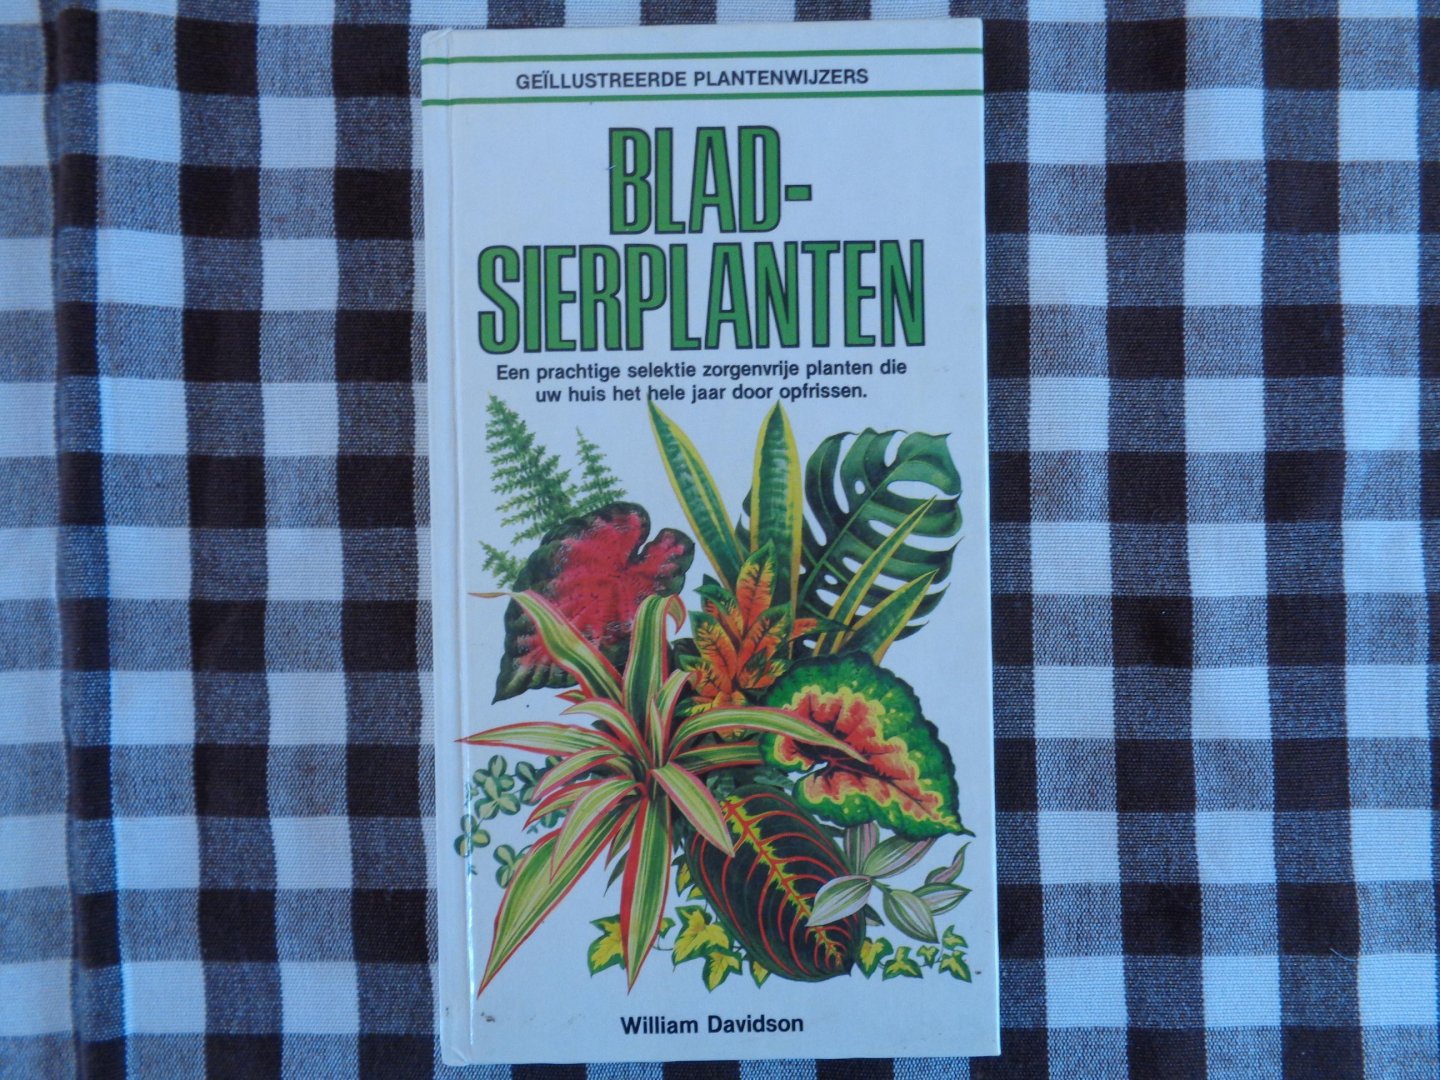 GEÏLLUSTREERDE PLANTENWIJZERS
BLAD-
SIERPLANTEN
Een prachtige selektie zorgenvrije planten die
uw huis het hele jaar door opfrissen.
William Davidson